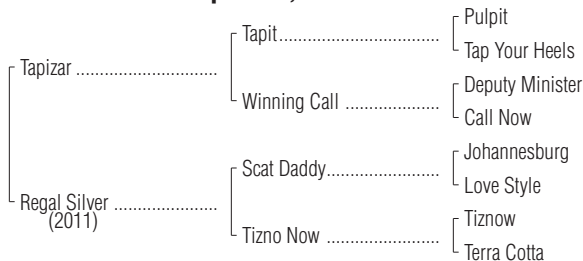 Pulpit
Tapit
Tap Your Heels
Tapizar
Deputy Minister
Winning Call
Call Now
Johannesburg
Scat Daddy
Love Style
Regal Silver
(2011)
Tiznow
Tizno Now
Terra Cotta